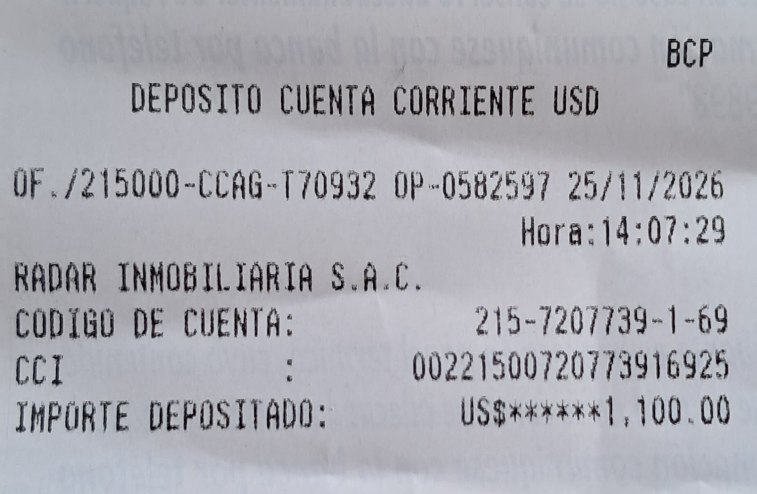 BCP
DEPOSITO CUENTA CORRIENTE USD
OF./215000-CCAG-T70932 OP-0582597 25/11/2026
Hora:14:07:29
RADAR INMOBILIARIA S.A.C.
CODIGO DE CUENTA: 215-7207739-1-69
CCI : 00221500720773916925
IMPORTE DEPOSITADO: US$******1,100.00